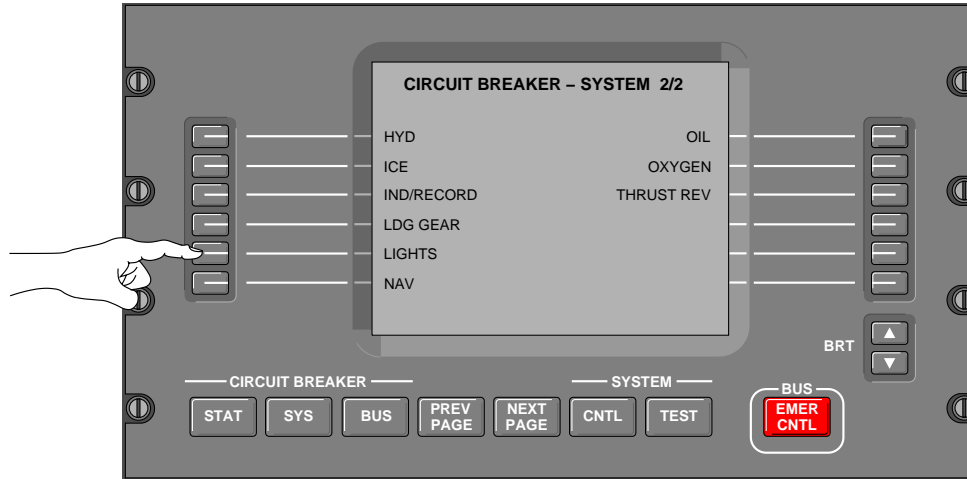 CIRCUIT BREAKER – SYSTEM 2/2
HYD
OIL
ICE
OXYGEN
IND/RECORD
THRUST REV
LDG GEAR
LIGHTS
NAV
BRT
CIRCUIT BREAKER
SYSTEM
BUS
STAT
SYS
BUS
PREV
PAGE
NEXT
PAGE
CNTL
TEST
EMER
CNTL